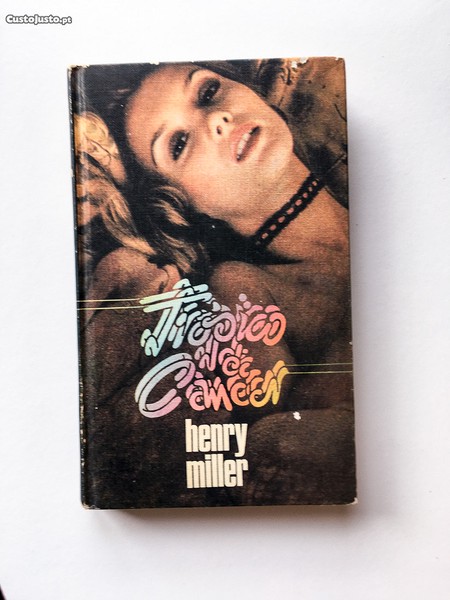 CustoJusto.pt
Trópico
de
Câncer
henry
miller